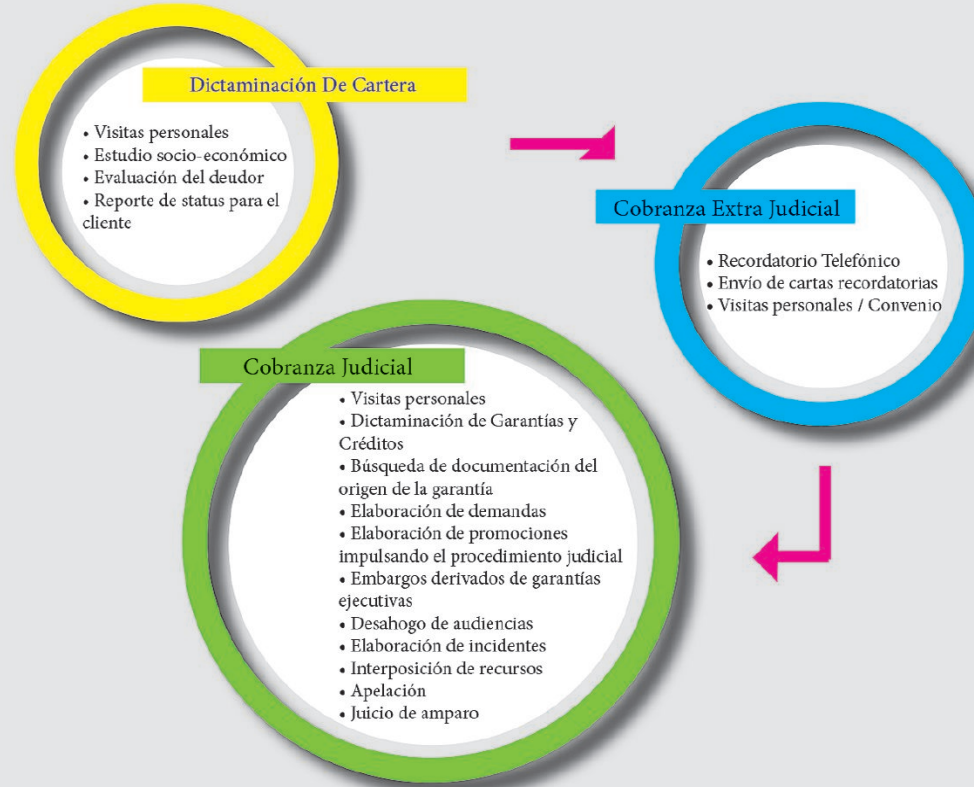 Dictaminación De Cartera
• Visitas personales
• Estudio socio-económico
• Evaluación del deudor
• Reporte de status para el
cliente
Cobranza Extra Judicial
• Recordatorio Telefónico
• Envío de cartas recordatorias
• Visitas personales / Convenio
Cobranza Judicial
• Visitas personales
• Dictaminación de Garantías y
Créditos
• Búsqueda de documentación del
origen de la garantía
• Elaboración de demandas
• Elaboración de promociones
impulsando el procedimiento judicial
• Embargos derivados de garantías
ejecutivas
• Desahogo de audiencias
• Elaboración de incidentes
• Interposición de recursos
• Apelación
• Juicio de amparo